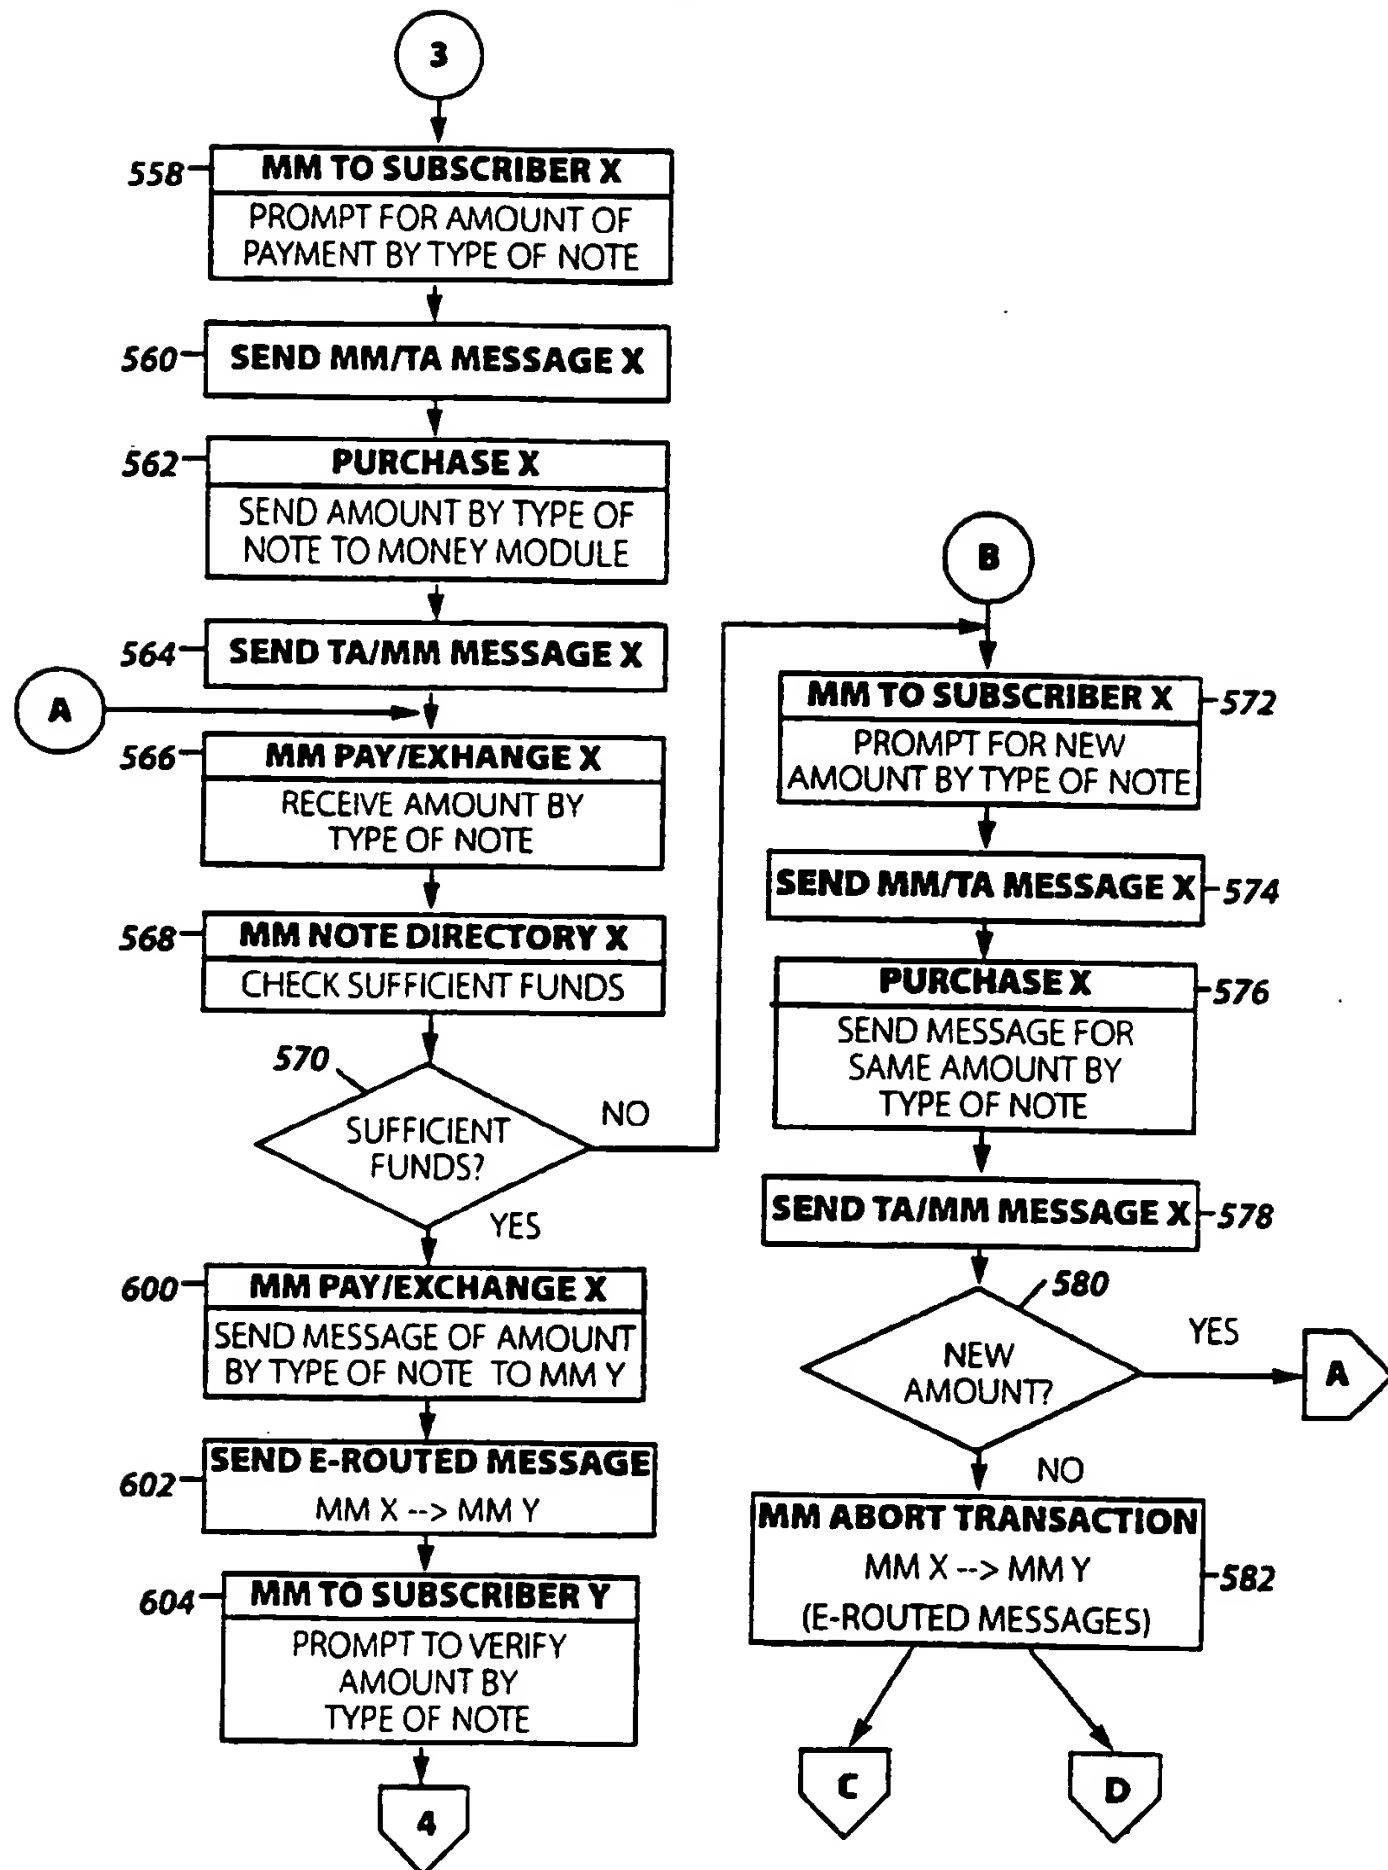 3
558
MM TO SUBSCRIBER X
PROMPT FOR AMOUNT OF
PAYMENT BY TYPE OF NOTE
560
SEND MM/TA MESSAGE X
562
PURCHASE X
SEND AMOUNT BY TYPE OF
NOTE TO MONEY MODULE
564
SEND TA/MM MESSAGE X
A
566
MM PAY/EXHANGE X
RECEIVE AMOUNT BY
TYPE OF NOTE
568
MM NOTE DIRECTORY X
CHECK SUFFICIENT FUNDS
570
SUFFICIENT
FUNDS?
NO
YES
600
MM PAY/EXCHANGE X
SEND MESSAGE OF AMOUNT
BY TYPE OF NOTE TO MM Y
602
SEND E-ROUTED MESSAGE
MM X --> MM Y
604
MM TO SUBSCRIBER Y
PROMPT TO VERIFY
AMOUNT BY
TYPE OF NOTE
4
B
MM TO SUBSCRIBER X
572
PROMPT FOR NEW
AMOUNT BY TYPE OF NOTE
SEND MM/TA MESSAGE X
574
PURCHASE X
576
SEND MESSAGE FOR
SAME AMOUNT BY
TYPE OF NOTE
SEND TA/MM MESSAGE X
578
580
NEW
AMOUNT?
YES
A
NO
MM ABORT TRANSACTION
MM X --> MM Y
(E-ROUTED MESSAGES)
582
C
D